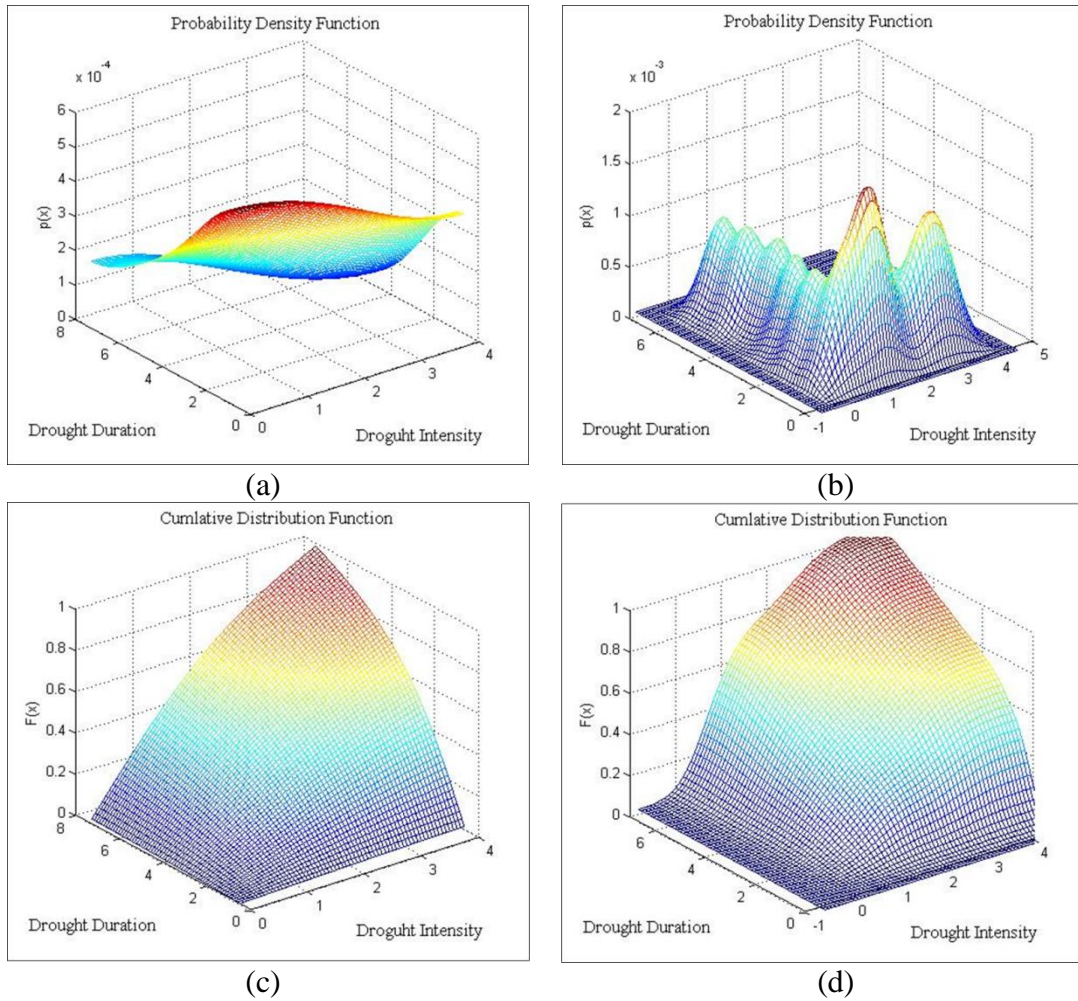 Probability Density Function
x 10⁻⁴
6
5
4
3
2
1
0
p(x)
8
6
4
2
0
Drought Duration
0
1
2
3
4
Droguht Intensity
(a)
Probability Density Function
x 10⁻³
2
1.5
1
0.5
0
p(x)
6
4
2
0
Drought Duration
-1
0
1
2
3
4
5
Drought Intensity
(b)
Cumlative Distribution Function
1
0.8
0.6
0.4
0.2
0
F(x)
8
6
4
2
0
Drought Duration
0
1
2
3
4
Droguht Intensity
(c)
Cumlative Distribution Function
1
0.8
0.6
0.4
0.2
0
F(x)
6
4
2
0
Drought Duration
-1
0
1
2
3
4
Drought Intensity
(d)